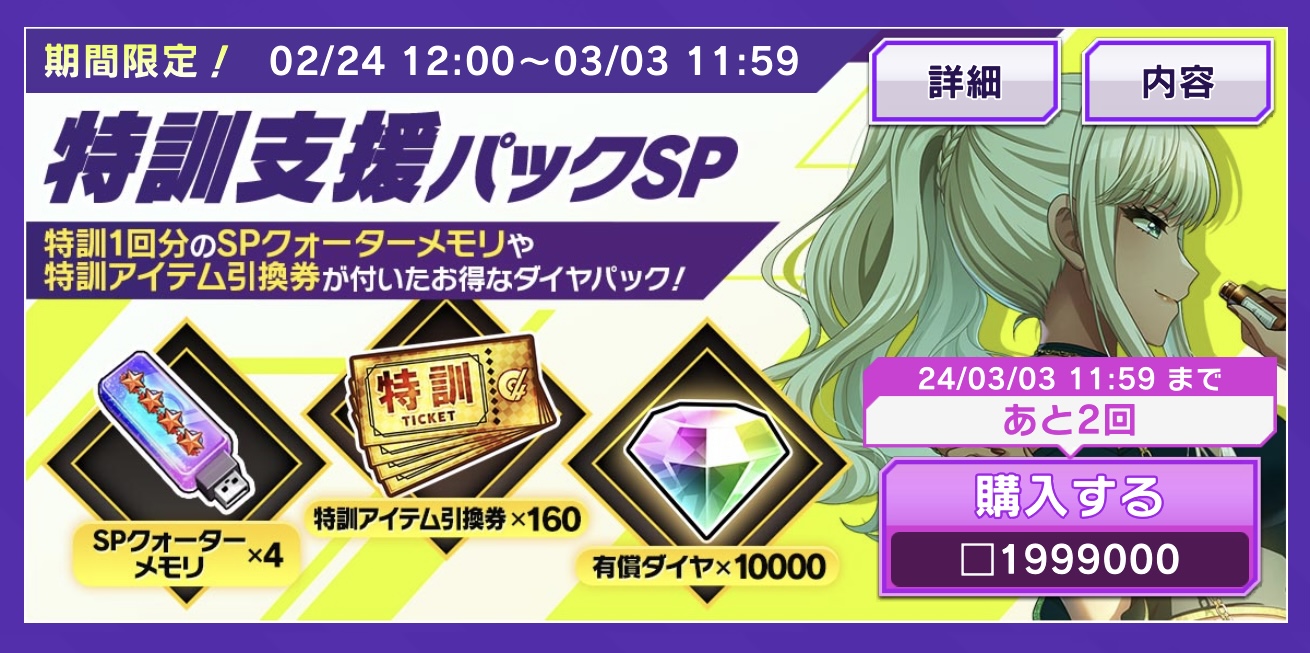 期間限定! 02/24 12:00~03/03 11:59
詳細
内容
特訓支援パックSP
特訓1回分のSPクォーターメモリや
特訓アイテム引換券が付いたお得なダイヤパック!
特訓
TICKET
SPクォーター
メモリ ×4
特訓アイテム引換券×160
有償ダイヤ×10000
24/03/03 11:59 まで
あと2回
購入する
□1999000